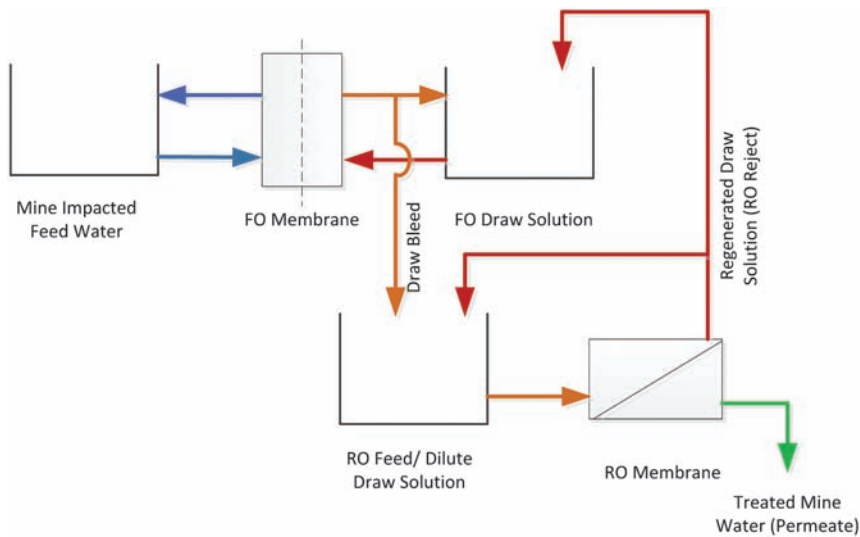 Mine Impacted
Feed Water
FO Membrane
Draw Bleed
FO Draw Solution
Regenerated Draw
Solution (RO Reject)
RO Feed/ Dilute
Draw Solution
RO Membrane
Treated Mine
Water (Permeate)